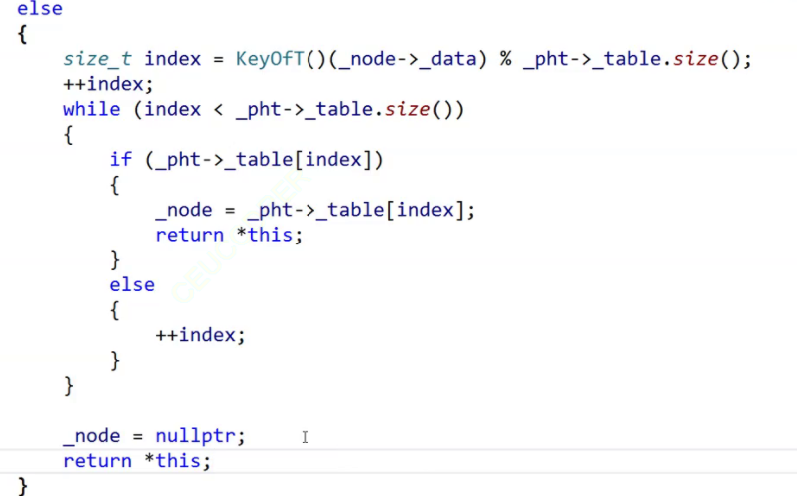 else
{
    size_t index = KeyOfT()(_node->_data) % _pht->_table.size();
    ++index;
    while (index < _pht->_table.size())
    {
        if (_pht->_table[index])
        {
            _node = _pht->_table[index];
            return *this;
        }
        else
        {
            ++index;
        }
    }

    _node = nullptr;
    return *this;
}